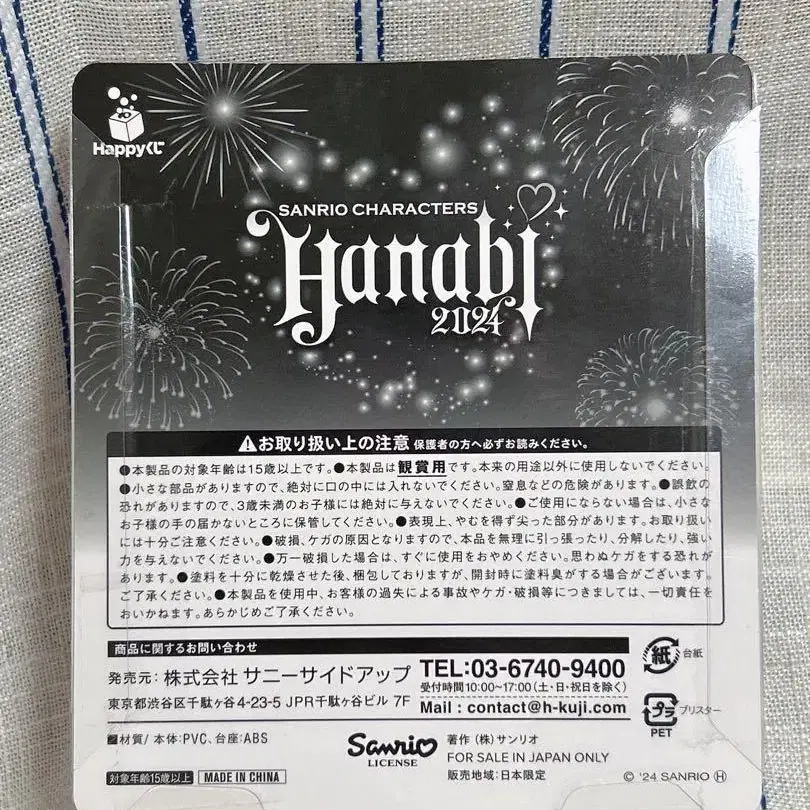 Happyくじ
SANRIO CHARACTERS
Hanabi
2024
⚠お取り扱い上の注意 保護者の方へ必ずお読みください。
●本製品の対象年齢は15歳以上です。●本製品は観賞用です。本来の用途以外に使用しないでください。
●小さな部品がありますので、絶対に口の中には入れないでください。窒息などの危険があります。●誤飲の
恐れがありますので、3歳未満のお子様には絶対に与えないでください。●ご使用にならない場合は、小さな
お子様の手の届かないところに保管してください。●表現上、やむを得ず尖った部分があります。お取り扱い
には十分ご注意ください。●破損、ケガの原因となりますので、本品を無理に引っ張ったり、分解したり、強い
力を与えないでください。●万一破損した場合は、すぐに使用をおやめください。思わぬケガをする恐れが
あります。●塗料を十分に乾燥させた後、梱包しておりますが、開封時に塗料臭がする場合がございます。
ご了承ください。●本製品を使用中、お客様の過失による事故やケガ・破損等につきましては、一切責任を
おいかねます。あらかじめご了承ください。
商品に関するお問い合わせ
発売元: 株式会社 サニーサイドアップ
東京都渋谷区千駄ヶ谷4-23-5 JPR千駄ヶ谷ビル 7F
TEL:03-6740-9400
受付時間10:00~17:00(土・日・祝日を除く)
Mail : contact@h-kuji.com
紙 台紙
プラ ブリスター
PET
■材質/ 本体:PVC、台座:ABS
対象年齢15歳以上 MADE IN CHINA
Sanrio
LICENSE
著作 (株) サンリオ
FOR SALE IN JAPAN ONLY
販売地域:日本限定
© '24 SANRIO Ⓗ